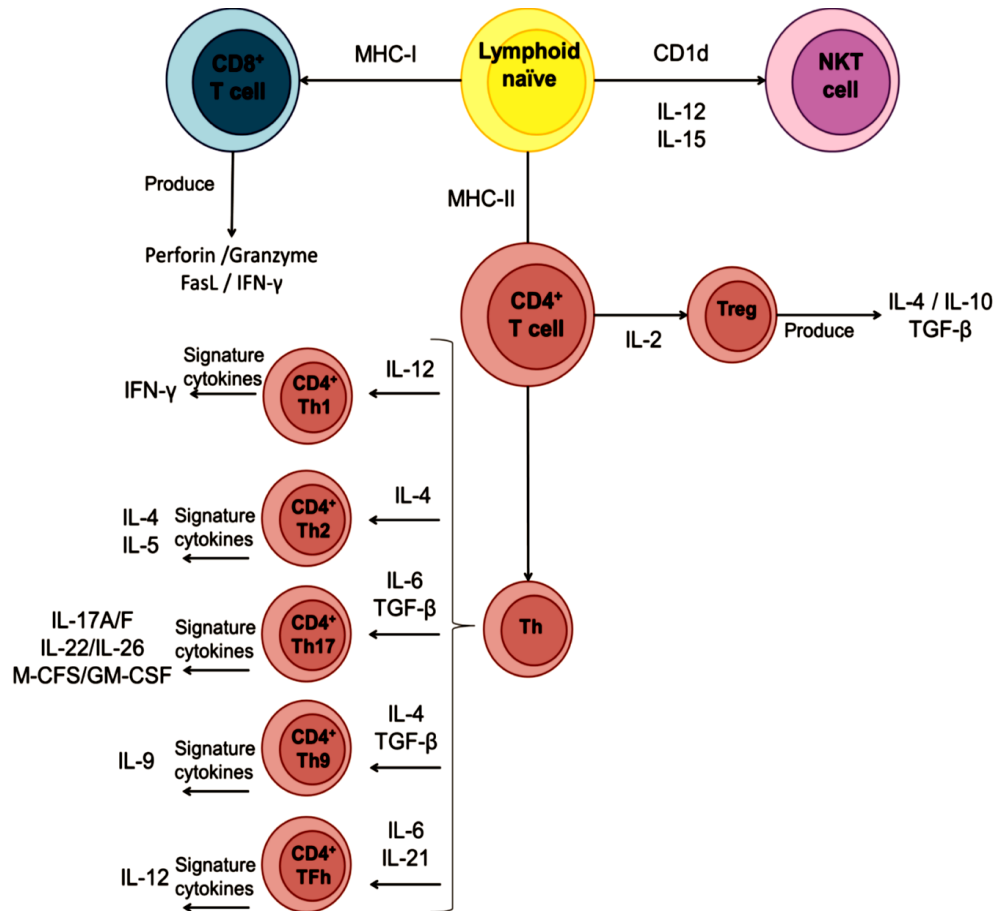 CD8⁺
T cell
MHC-I
Lymphoid
naïve
CD1d
IL-12
IL-15
NKT
cell
Produce
Perforin /Granzyme
FasL / IFN-γ
MHC-II
CD4⁺
T cell
IL-2
Treg
Produce
IL-4 / IL-10
TGF-β
IFN-γ
Signature
cytokines
CD4⁺
Th1
IL-12
IL-4
IL-5
Signature
cytokines
CD4⁺
Th2
IL-4
IL-17A/F
IL-22/IL-26
M-CFS/GM-CSF
Signature
cytokines
CD4⁺
Th17
IL-6
TGF-β
Th
IL-9
Signature
cytokines
CD4⁺
Th9
IL-4
TGF-β
IL-12
Signature
cytokines
CD4⁺
TFh
IL-6
IL-21